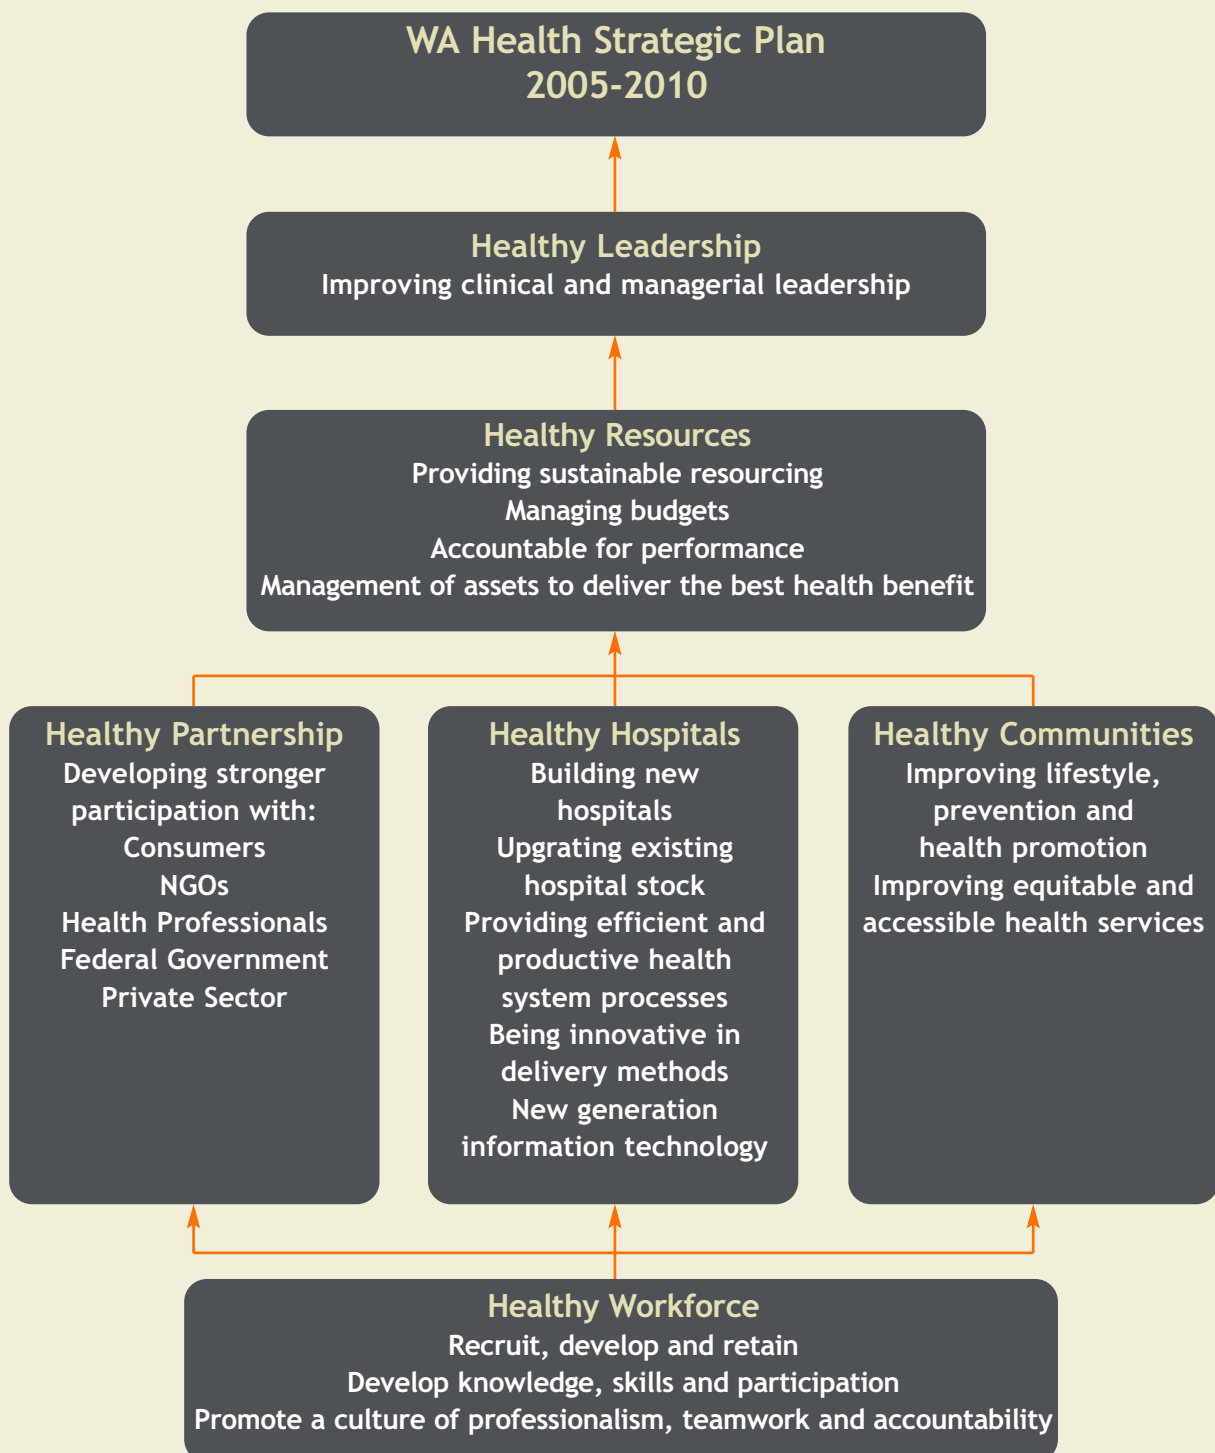 WA Health Strategic Plan
2005-2010
Healthy Leadership
Improving clinical and managerial leadership
Healthy Resources
Providing sustainable resourcing
Managing budgets
Accountable for performance
Management of assets to deliver the best health benefit
Healthy Partnership
Developing stronger
participation with:
Consumers
NGOs
Health Professionals
Federal Government
Private Sector
Healthy Hospitals
Building new
hospitals
Upgrating existing
hospital stock
Providing efficient and
productive health
system processes
Being innovative in
delivery methods
New generation
information technology
Healthy Communities
Improving lifestyle,
prevention and
health promotion
Improving equitable and
accessible health services
Healthy Workforce
Recruit, develop and retain
Develop knowledge, skills and participation
Promote a culture of professionalism, teamwork and accountability